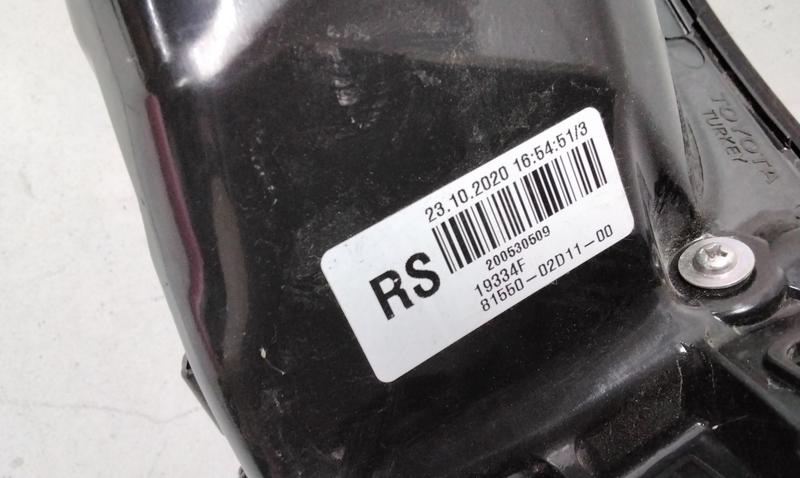 23.10.2020 16:54:51/3
RS
200530509
19334F
81550-02D11-00
TOYOTA
TURKEY